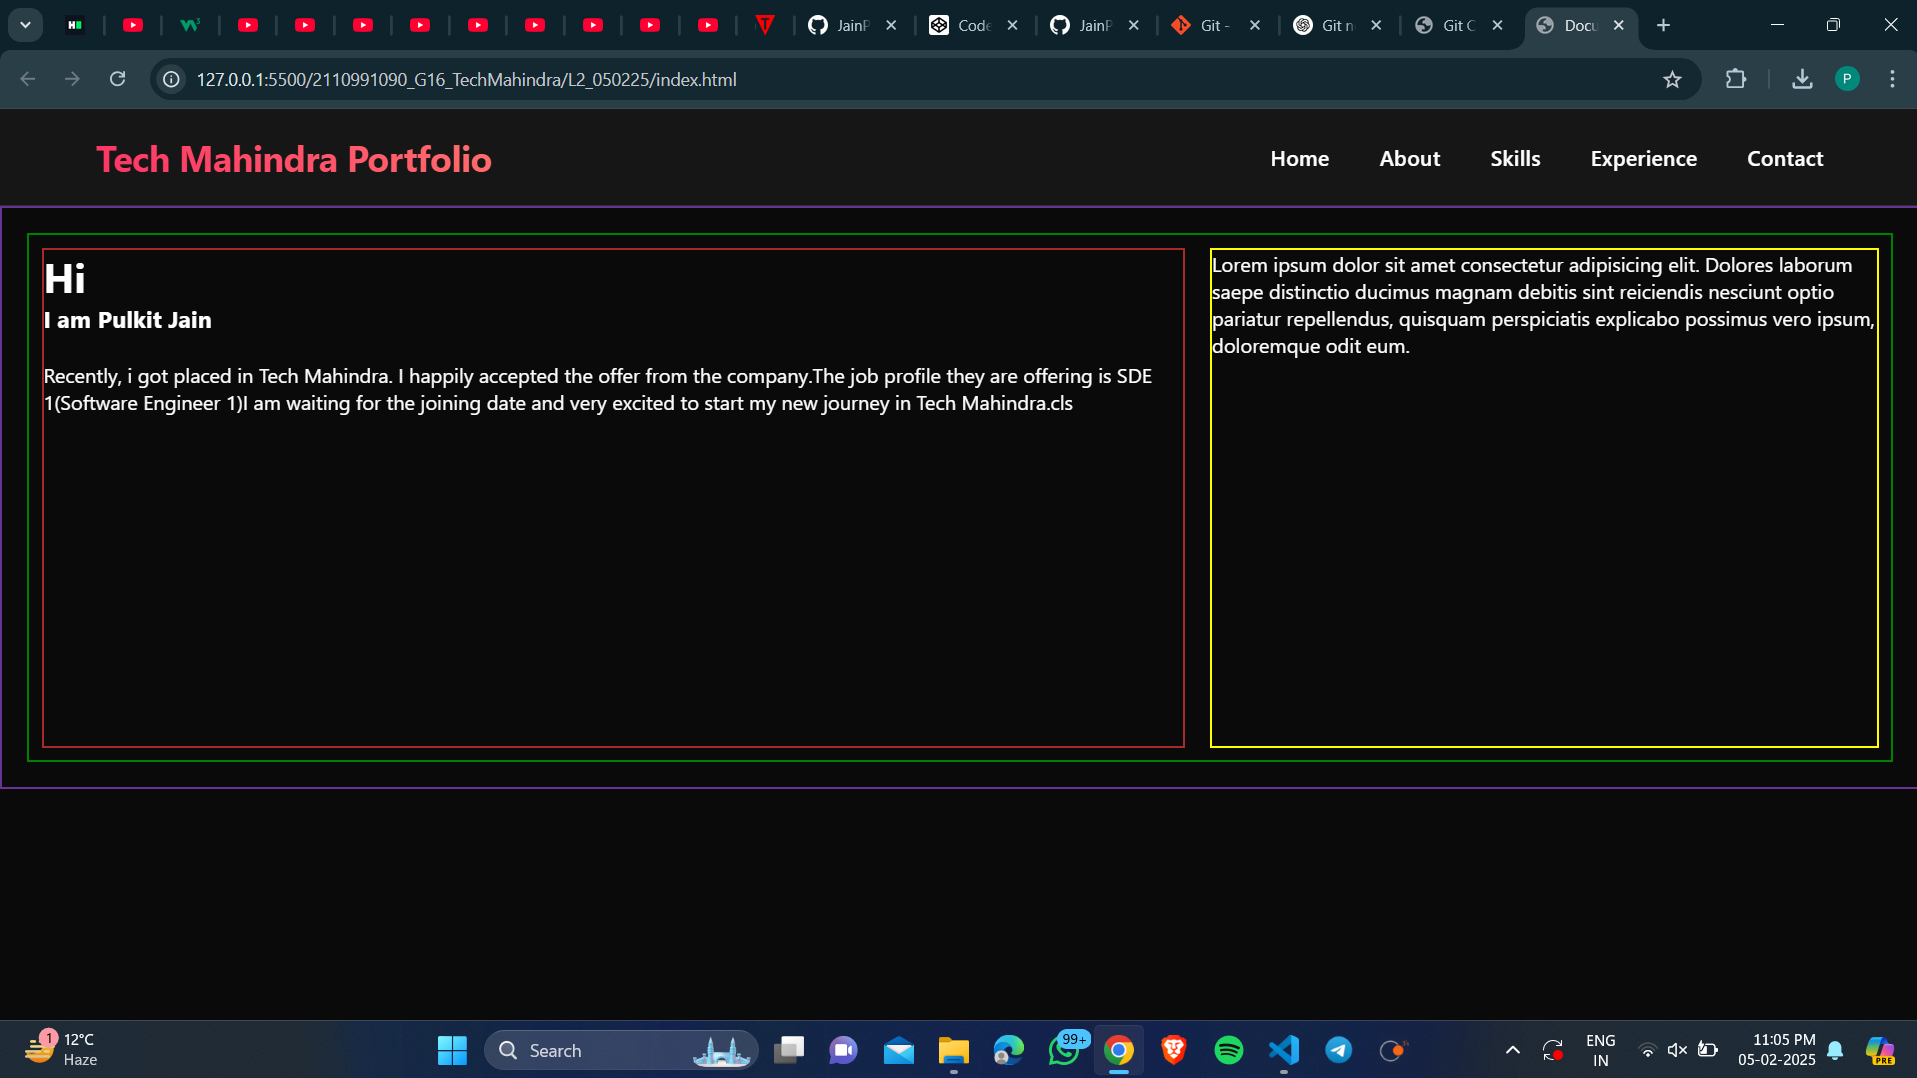 JainP
Code
JainP
Git -
Git n
Git C
Docu
127.0.0.1:5500/2110991090_G16_TechMahindra/L2_050225/index.html
P
Tech Mahindra Portfolio
Home
About
Skills
Experience
Contact
Hi
I am Pulkit Jain
Recently, i got placed in Tech Mahindra. I happily accepted the offer from the company.The job profile they are offering is SDE
1(Software Engineer 1)I am waiting for the joining date and very excited to start my new journey in Tech Mahindra.cls
Lorem ipsum dolor sit amet consectetur adipisicing elit. Dolores laborum
saepe distinctio ducimus magnam debitis sint reiciendis nesciunt optio
pariatur repellendus, quisquam perspiciatis explicabo possimus vero ipsum,
doloremque odit eum.
1
12°C
Haze
Search
99+
ENG
IN
11:05 PM
05-02-2025
PRE